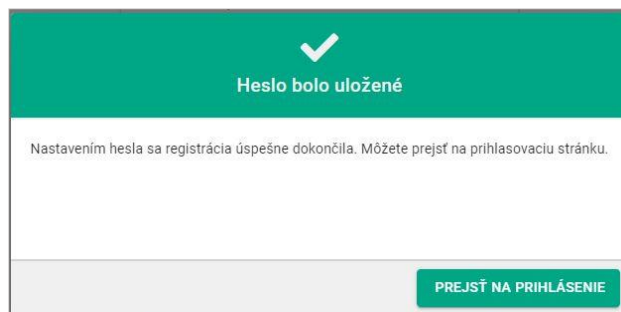 Heslo bolo uložené
Nastavením hesla sa registrácia úspešne dokončila. Môžete prejsť na prihlasovaciu stránku.
PREJSŤ NA PRIHLÁSENIE